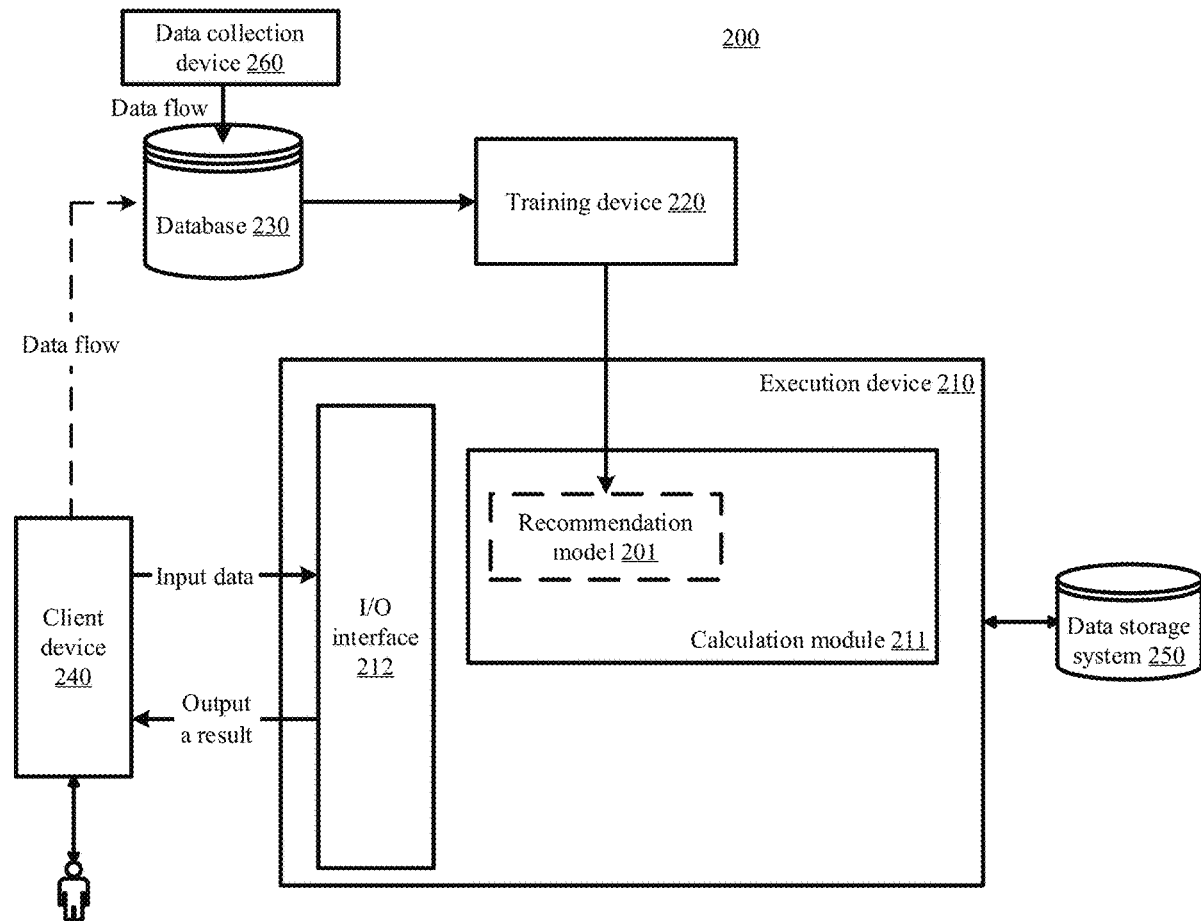 Data collection
device 260
200
Data flow
Database 230
Training device 220
Data flow
Execution device 210
Recommendation
model 201
Calculation module 211
I/O
interface
212
Input data
Output
a result
Client
device
240
Data storage
system 250